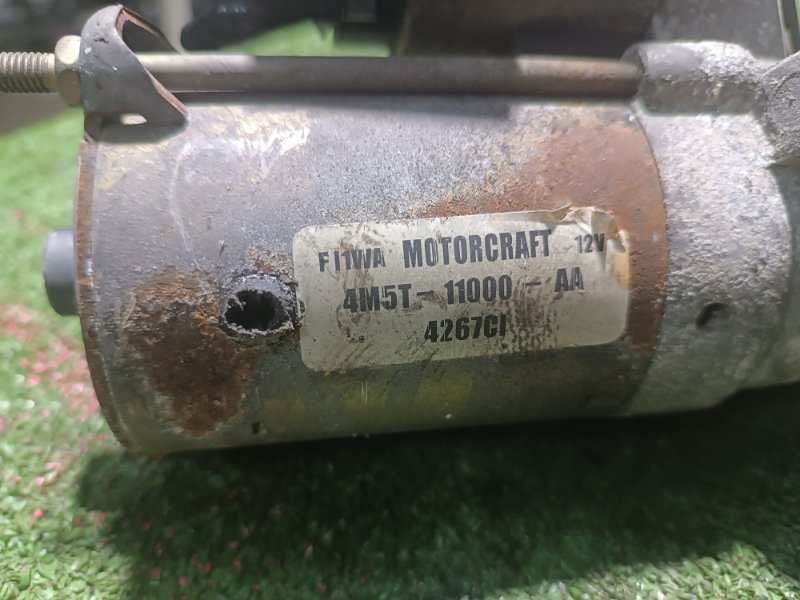 F11WA MOTORCRAFT 12V
4M5T-11000-AA
4267CI